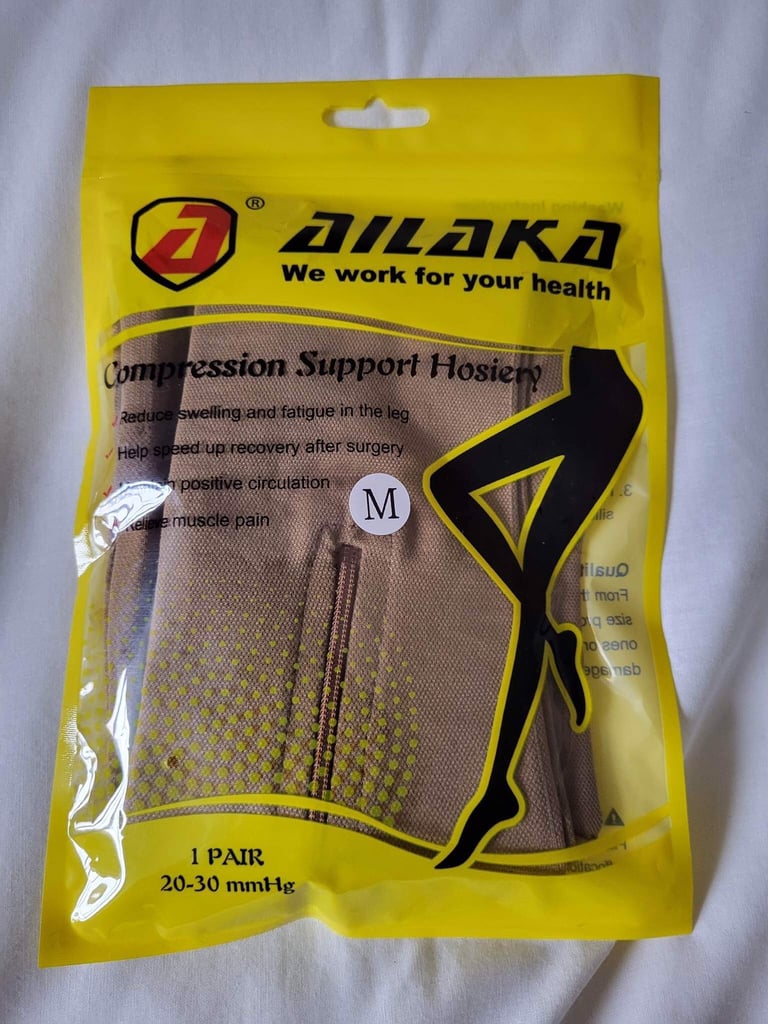 A
®
AILAKA
We work for your health
Compression Support Hosiery
Reduce swelling and fatigue in the leg
Help speed up recovery after surgery
positive circulation
Relieve muscle pain
M
1 PAIR
20-30 mmHg